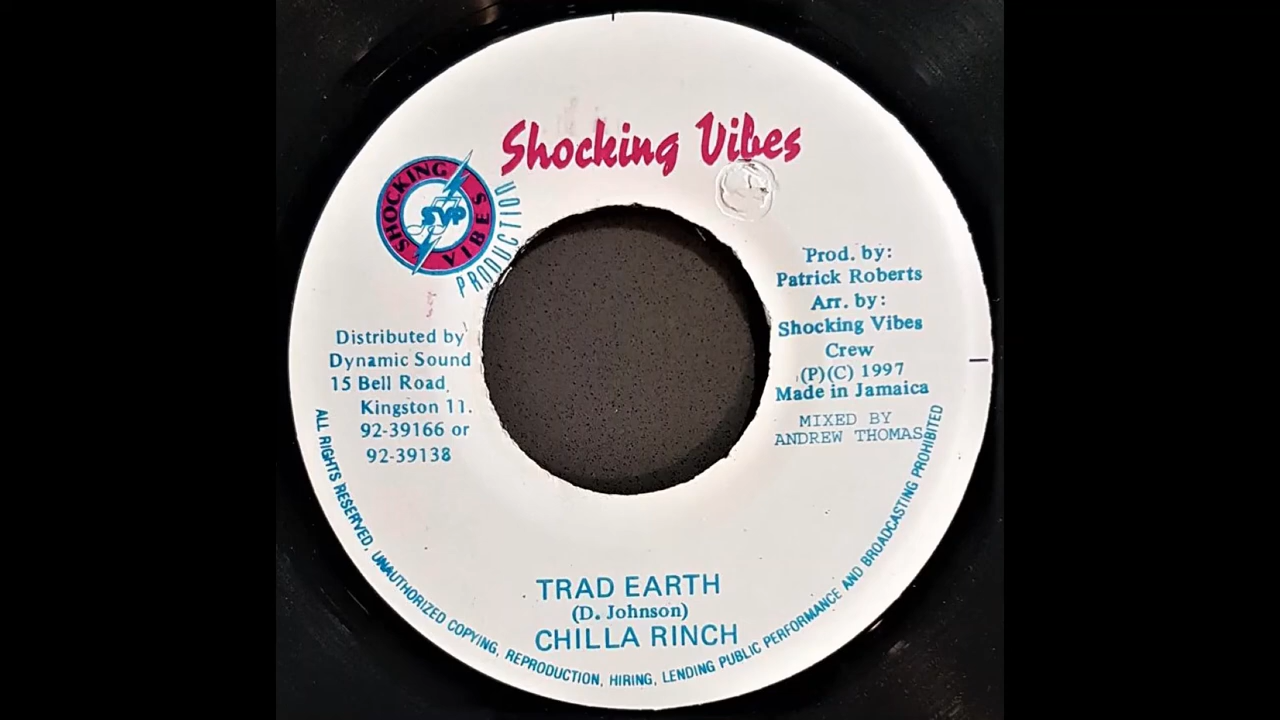 Shocking Vibes
SHOCKING VIBES
SVP
PRODUCTION
Distributed by
Dynamic Sound
15 Bell Road,
Kingston 11.
92-39166 or
92-39138
Prod. by:
Patrick Roberts
Arr. by:
Shocking Vibes
Crew
(P)(C) 1997
Made in Jamaica
MIXED BY
ANDREW THOMAS
TRAD EARTH
(D. Johnson)
CHILLA RINCH
ALL RIGHTS RESERVED, UNAUTHORIZED COPYING, REPRODUCTION, HIRING, LENDING PUBLIC PERFORMANCE AND BROADCASTING PROHIBITED